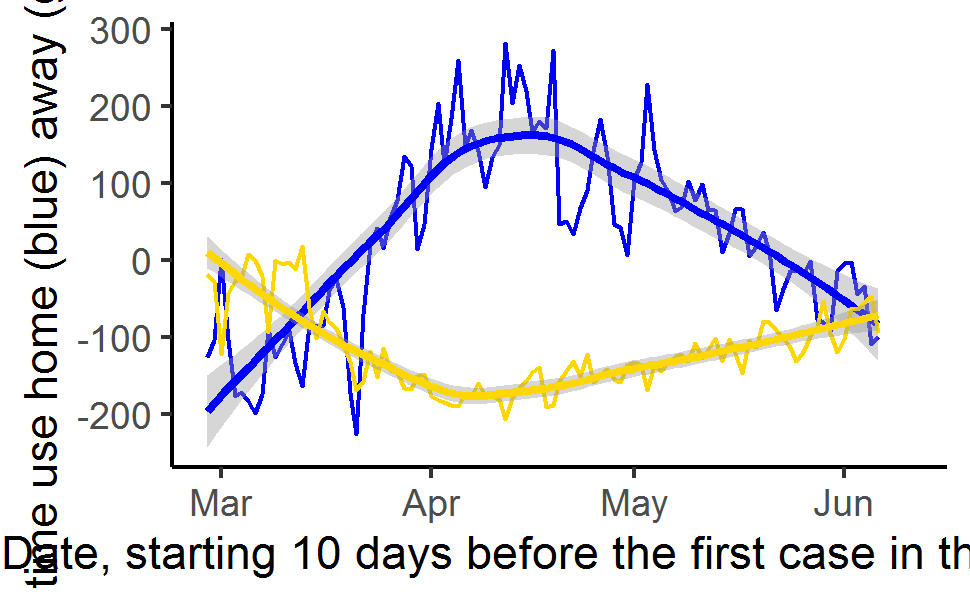 time use home (blue) away (
300
200
100
0
-100
-200
Mar Apr May Jun
Date, starting 10 days before the first case in th